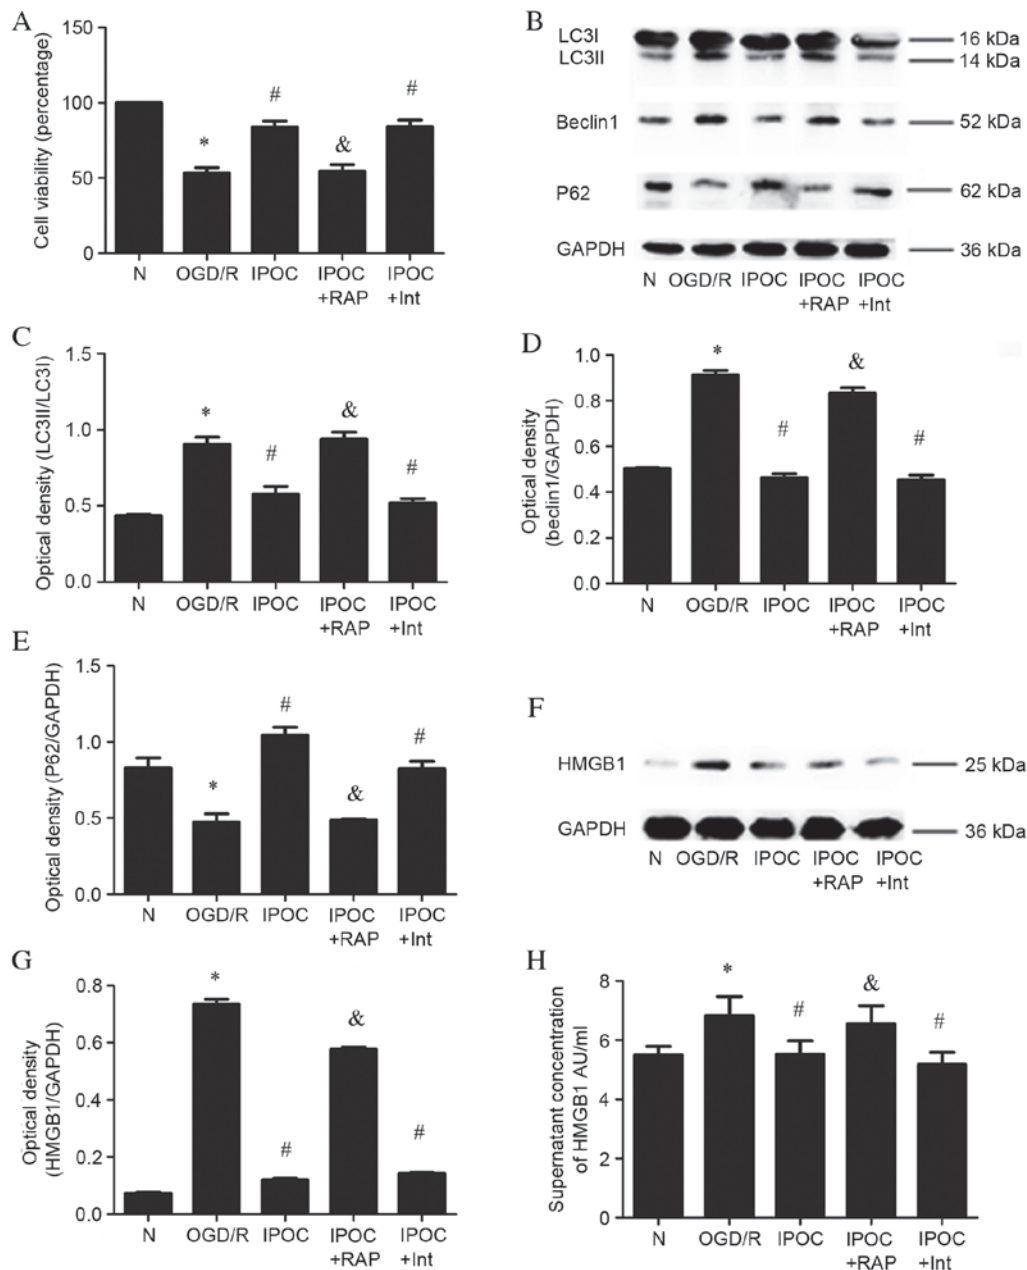 A
Cell viability (percentage)
150
100
50
0
*
#
&
#
N OGD/R IPOC IPOC IPOC
+RAP +Int
B
LC3I 16 kDa
LC3II 14 kDa
Beclin1 52 kDa
P62 62 kDa
GAPDH 36 kDa
N OGD/R IPOC IPOC IPOC
+RAP +Int
C
Optical density (LC3II/LC3I)
1.5
1.0
0.5
0.0
*
#
&
#
N OGD/R IPOC IPOC IPOC
+RAP +Int
D
Optical density
(beclin1/GAPDH)
1.0
0.8
0.6
0.4
0.2
0.0
*
#
&
#
N OGD/R IPOC IPOC IPOC
+RAP +Int
E
Optical density (P62/GAPDH)
1.5
1.0
0.5
0.0
*
#
&
#
N OGD/R IPOC IPOC IPOC
+RAP +Int
F
HMGB1 25 kDa
GAPDH 36 kDa
N OGD/R IPOC IPOC IPOC
+RAP +Int
G
Optical density
(HMGB1/GAPDH)
0.8
0.6
0.4
0.2
0.0
*
#
&
#
N OGD/R IPOC IPOC IPOC
+RAP +Int
H
Supernatant concentration
of HMGB1 AU/ml
8
6
4
2
0
*
#
&
#
N OGD/R IPOC IPOC IPOC
+RAP +Int